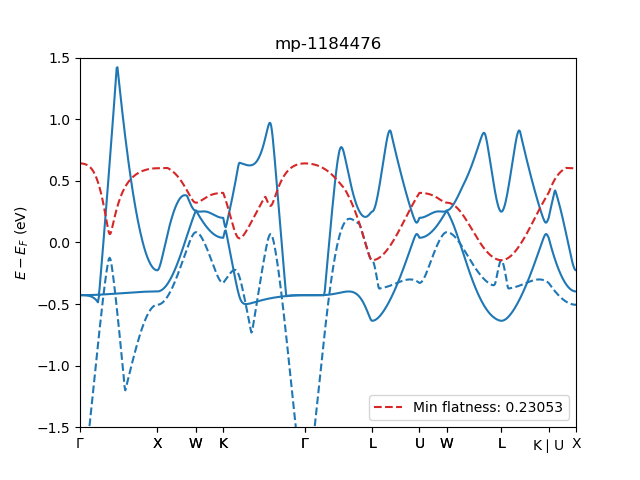 mp-1184476
E − E_F (eV)
1.5
1.0
0.5
0.0
−0.5
−1.0
−1.5
Min flatness: 0.23053
Γ X W K Γ L U W L K | U X